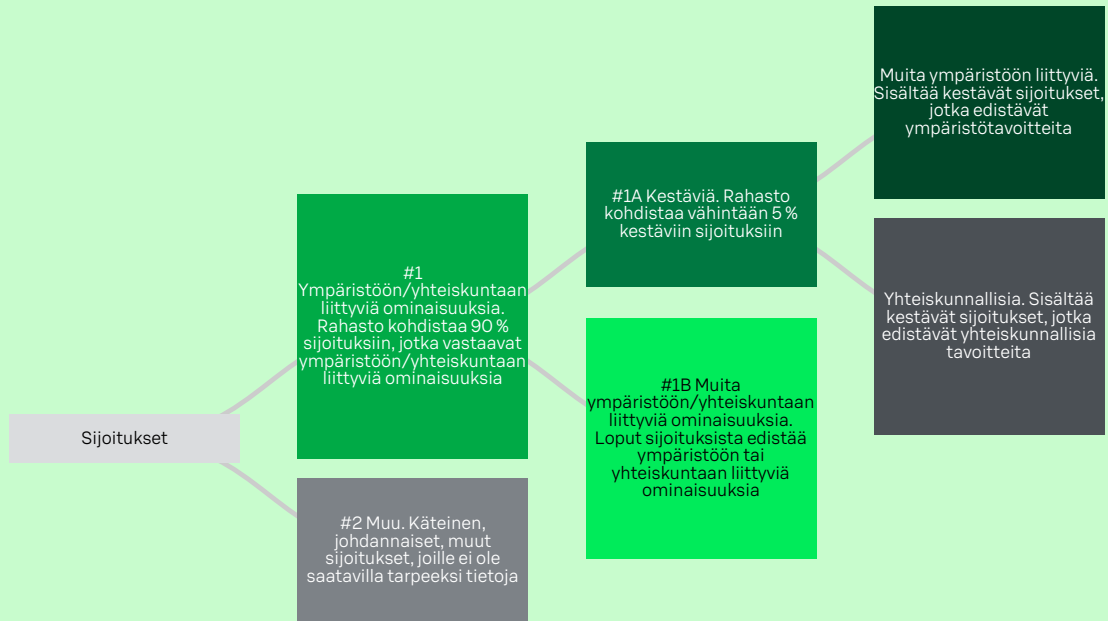 Sijoitukset
#1
Ympäristöön/yhteiskuntaan
liittyviä ominaisuuksia.
Rahasto kohdistaa 90 %
sijoituksiin, jotka vastaavat
ympäristöön/yhteiskuntaan
liittyviä ominaisuuksia
#2 Muu. Käteinen,
johdannaiset, muut
sijoitukset, joille ei ole
saatavilla tarpeeksi tietoja
#1A Kestäviä. Rahasto
kohdistaa vähintään 5 %
kestäviin sijoituksiin
#1B Muita
ympäristöön/yhteiskuntaan
liittyviä ominaisuuksia.
Loput sijoituksista edistää
ympäristöön tai
yhteiskuntaan liittyviä
ominaisuuksia
Muita ympäristöön liittyviä.
Sisältää kestävät sijoitukset,
jotka edistävät
ympäristötavoitteita
Yhteiskunnallisia. Sisältää
kestävät sijoitukset, jotka
edistävät yhteiskunnallisia
tavoitteita